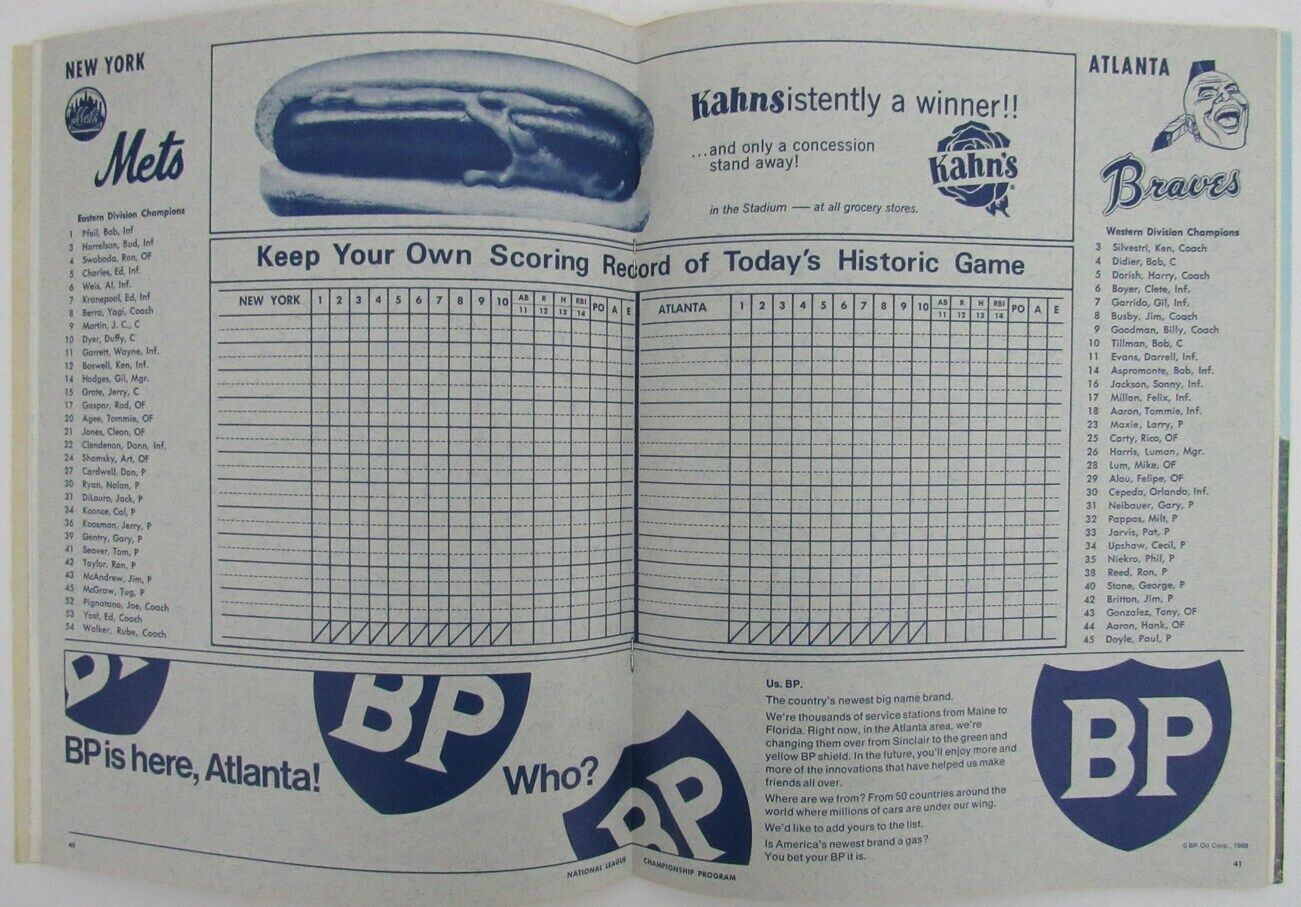 NEW YORK
Mets
Mets
Eastern Division Champions
1 Pfeil, Bob, Inf
3 Harrelson, Bud, Inf
4 Swoboda, Ron, OF
5 Charles, Ed, Inf.
6 Weis, Al, Inf.
7 Kranepool, Ed, Inf
8 Berra, Yogi, Coach
9 Martin, J. C., C
10 Dyer, Duffy, C
11 Garrett, Wayne, Inf.
12 Boswell, Ken, Inf.
14 Hodges, Gil, Mgr.
15 Grote, Jerry, C
17 Gaspar, Rod, OF
20 Agee, Tommie, OF
21 Jones, Cleon, OF
22 Clendenon, Donn, Inf.
24 Shamsky, Art, OF
27 Cardwell, Don, P
30 Ryan, Nolan, P
31 DiLauro, Jack, P
34 Koonce, Cal, P
36 Koosman, Jerry, P
39 Gentry, Gary, P
41 Seaver, Tom, P
42 Taylor, Ron, P
43 McAndrew, Jim, P
45 McGraw, Tug, P
52 Pignatano, Joe, Coach
53 Yost, Ed, Coach
54 Walker, Rube, Coach
Kahnsistently a winner!!
...and only a concession
stand away!
Kahn's
in the Stadium — at all grocery stores.
Keep Your Own Scoring Record of Today's Historic Game
NEW YORK 1 2 3 4 5 6 7 8 9 10 AB R H RBI PO A E
11 12 13 14
ATLANTA 1 2 3 4 5 6 7 8 9 10 AB R H RBI PO A E
11 12 13 14
ATLANTA
Braves
Western Division Champions
3 Silvestri, Ken, Coach
4 Didier, Bob, C
5 Dorish, Harry, Coach
6 Boyer, Clete, Inf.
7 Garrido, Gil, Inf.
8 Busby, Jim, Coach
9 Goodman, Billy, Coach
10 Tillman, Bob, C
11 Evans, Darrell, Inf.
14 Aspromonte, Bob, Inf.
16 Jackson, Sonny, Inf.
17 Millan, Felix, Inf.
18 Aaron, Tommie, Inf.
23 Maxie, Larry, P
25 Carty, Rico, OF
26 Harris, Luman, Mgr.
28 Lum, Mike, OF
29 Alou, Felipe, OF
30 Cepeda, Orlando, Inf.
31 Neibauer, Gary, P
32 Pappas, Milt, P
33 Jarvis, Pat, P
34 Upshaw, Cecil, P
35 Niekro, Phil, P
38 Reed, Ron, P
40 Stone, George, P
42 Britton, Jim, P
43 Gonzalez, Tony, OF
44 Aaron, Hank, OF
45 Doyle, Paul, P
BP
BP is here, Atlanta!
BP
Who?
BP
Us. BP.
The country's newest big name brand.
We're thousands of service stations from Maine to
Florida. Right now, in the Atlanta area, we're
changing them over from Sinclair to the green and
yellow BP shield. In the future, you'll enjoy more and
more of the innovations that have helped us make
friends all over.
Where are we from? From 50 countries around the
world where millions of cars are under our wing.
We'd like to add yours to the list.
Is America's newest brand a gas?
You bet your BP it is.
BP
© BP Oil Corp., 1969
40
NATIONAL LEAGUE CHAMPIONSHIP PROGRAM
41